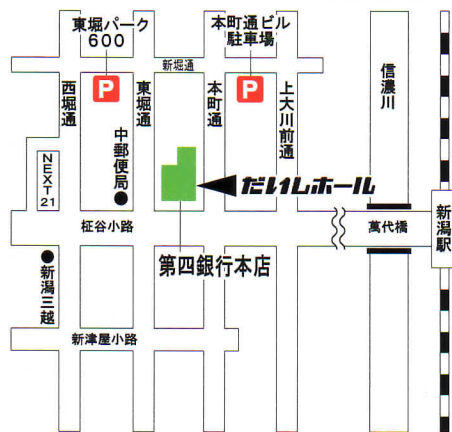 東堀パーク
600
本町通ビル
駐車場
新堀通
P
P
西堀通
東堀通
本町通
上大川前通
信濃川
中郵便局
NEXT21
だいしホール
柾谷小路
萬代橋
新潟駅
第四銀行本店
新潟三越
新津屋小路